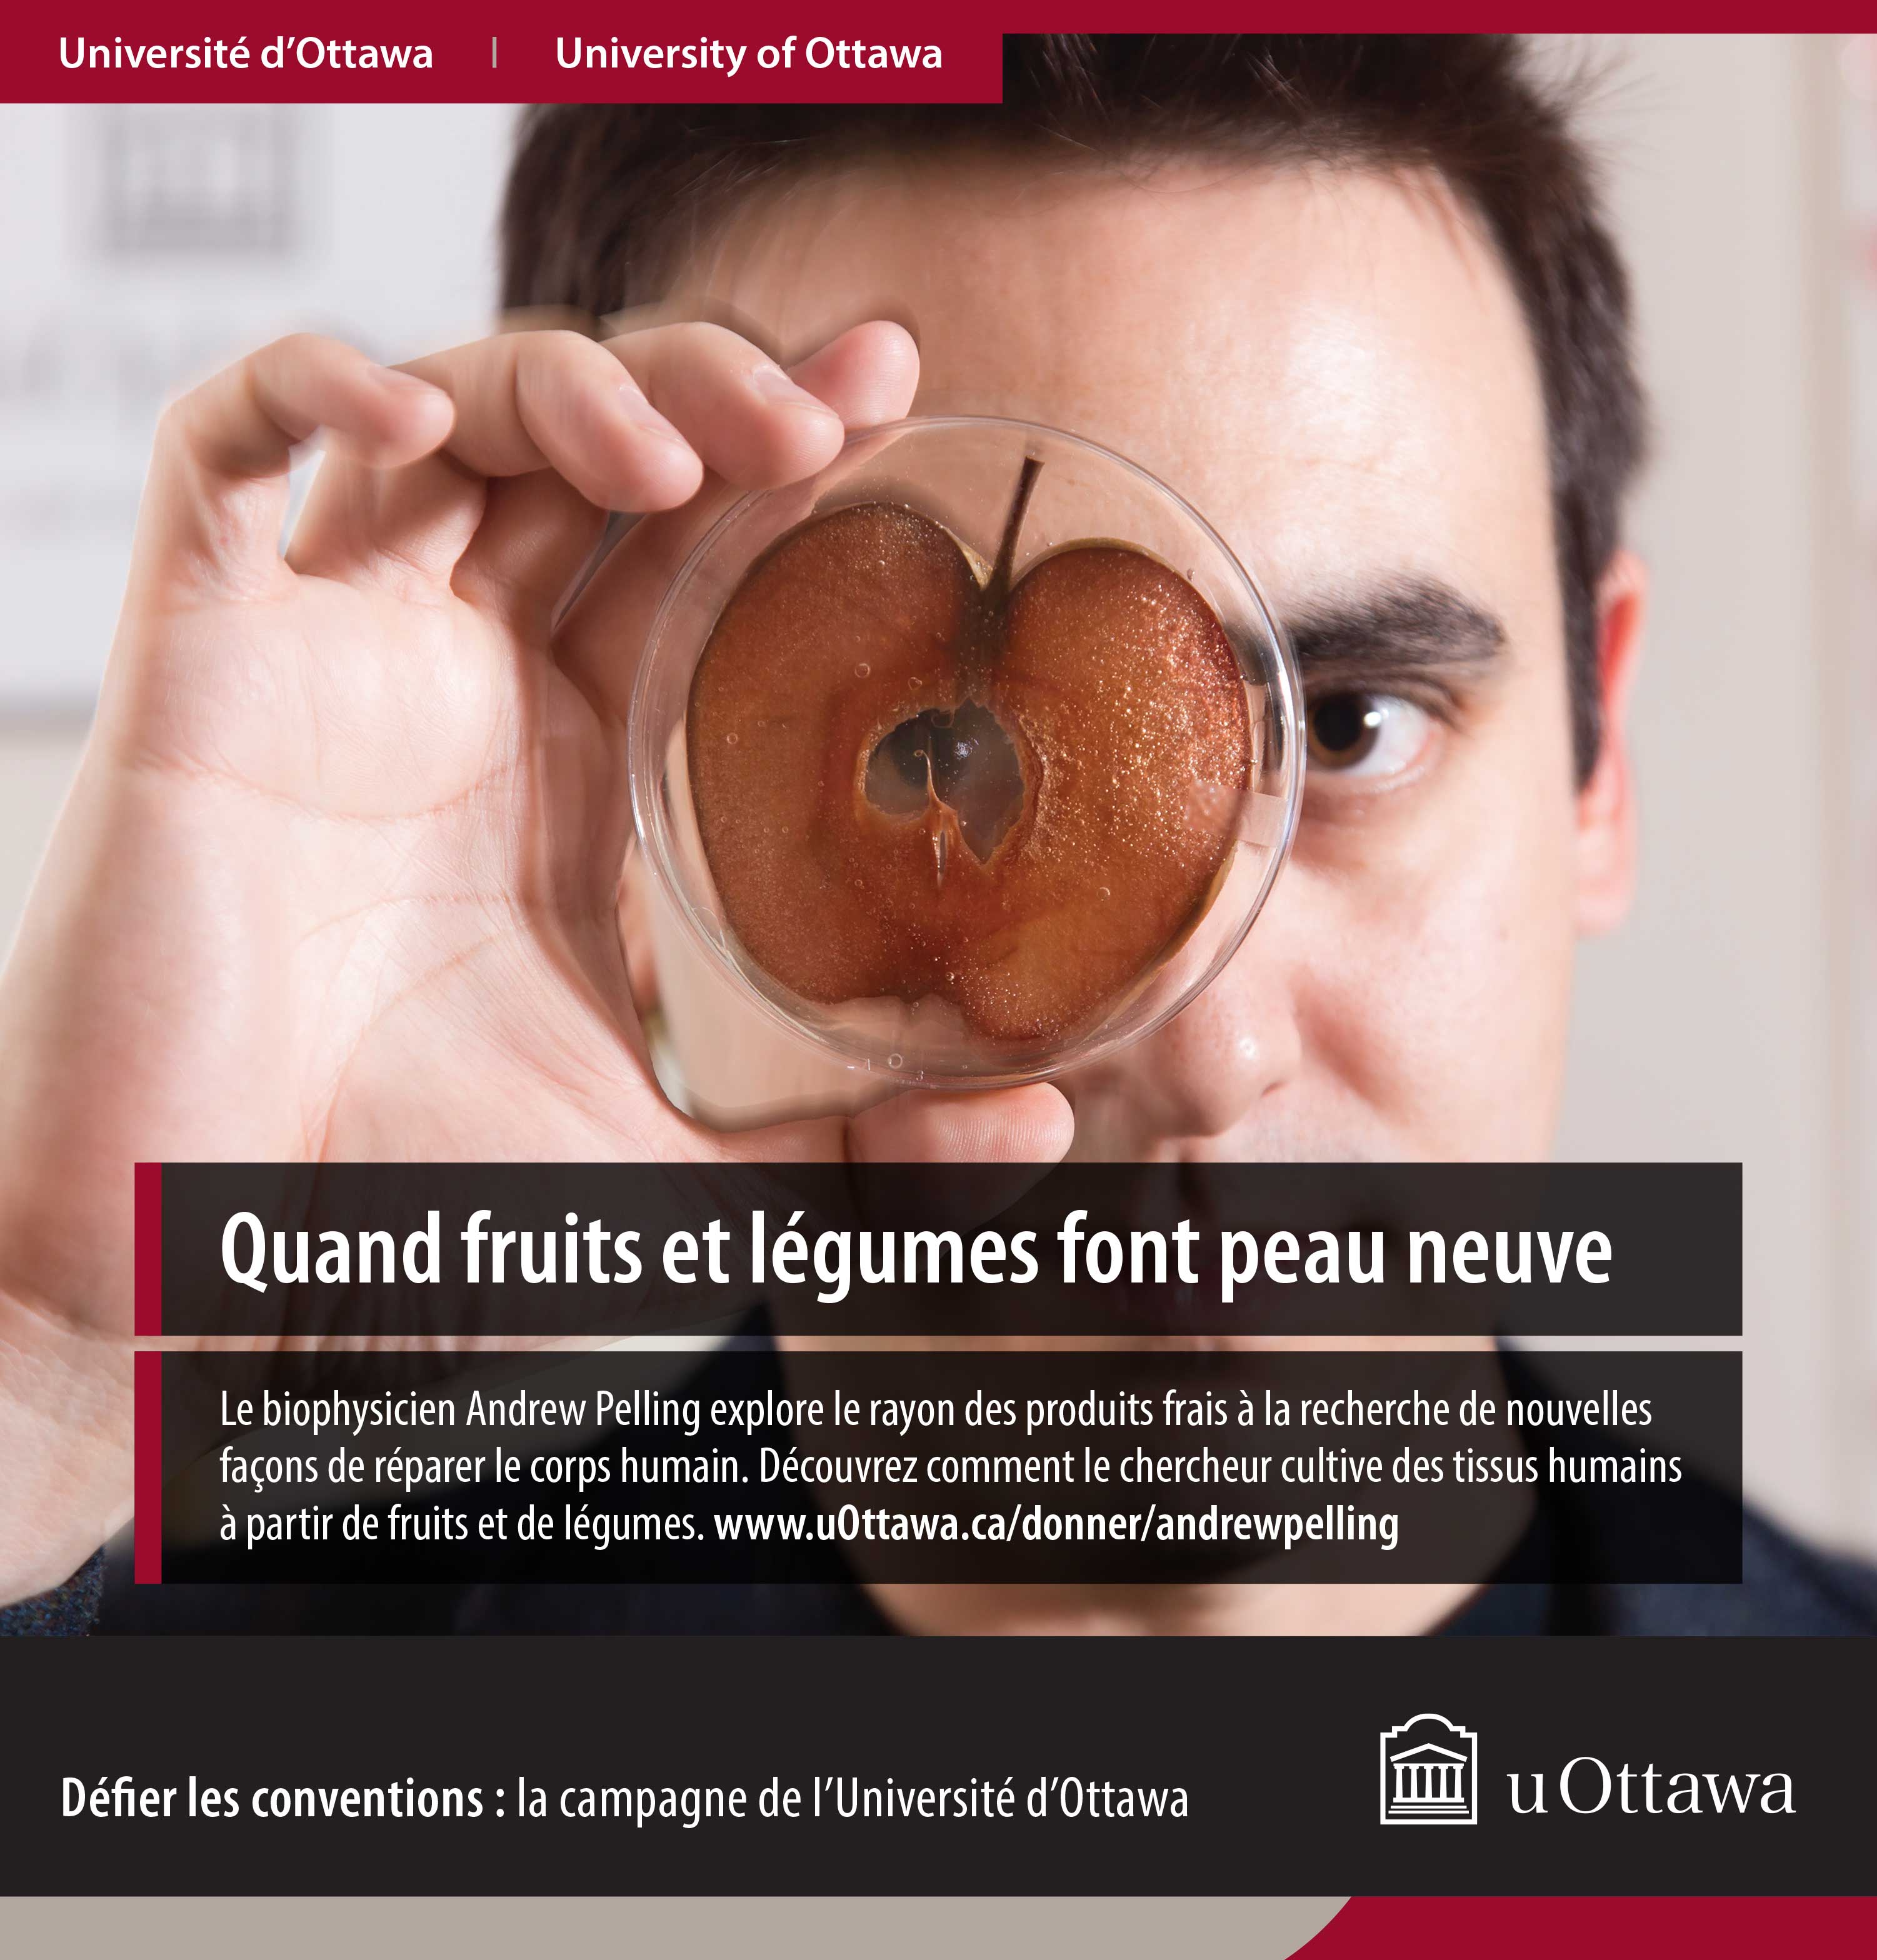 Université d'Ottawa | University of Ottawa
Quand fruits et légumes font peau neuve
Le biophysicien Andrew Pelling explore le rayon des produits frais à la recherche de nouvelles
façons de réparer le corps humain. Découvrez comment le chercheur cultive des tissus humains
à partir de fruits et de légumes. www.uOttawa.ca/donner/andrewpelling
Défier les conventions : la campagne de l'Université d'Ottawa
uOttawa